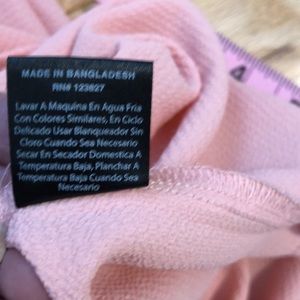 MADE IN BANGLADESH
RN# 123627
Lavar A Maquina En Agua Fria
Con Colores Similares, En Ciclo
Delicado Usar Blanqueador Sin
Cloro Cuando Sea Necesario
Secar En Secador Domestica A
Temperatura Baja, Planchar A
Temperatura Baja Cuando Sea
Necesario
4